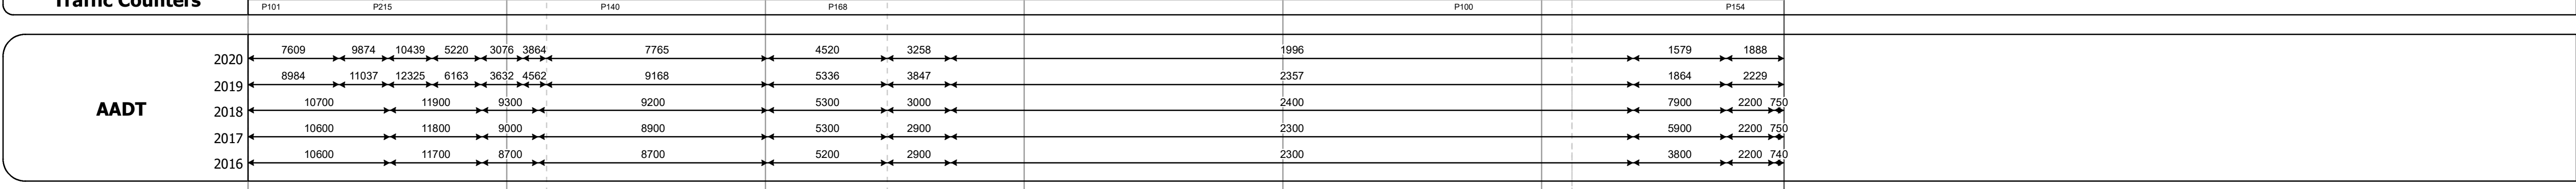 Traffic Counters P101 P215 P140 P168 P100 P154
AADT
2020 7609 9874 10439 5220 3076 3864 7765 4520 3258 1996 1579 1888
2019 8984 11037 12325 6163 3632 4562 9168 5336 3847 2357 1864 2229
2018 10700 11900 9300 9200 5300 3000 2400 7900 2200 750
2017 10600 11800 9000 8900 5300 2900 2300 5900 2200 750
2016 10600 11700 8700 8700 5200 2900 2300 3800 2200 740